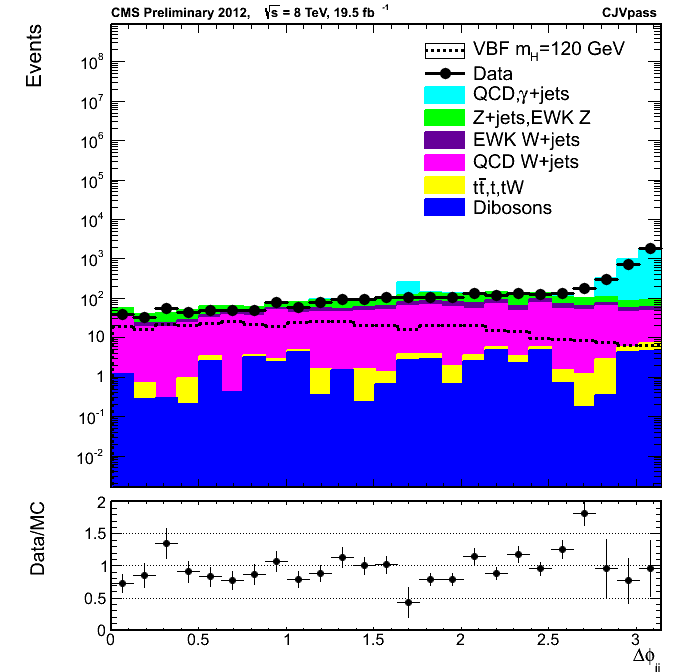 CMS Preliminary 2012, √s = 8 TeV, 19.5 fb⁻¹ CJVpass
Events
VBF m_H=120 GeV
Data
QCD,γ+jets
Z+jets,EWK Z
EWK W+jets
QCD W+jets
tt̄,t,tW
Dibosons
10⁸
10⁷
10⁶
10⁵
10⁴
10³
10²
10
1
10⁻¹
10⁻²
Data/MC
2
1.5
1
0.5
0
0 0.5 1 1.5 2 2.5 3
Δϕ_jj